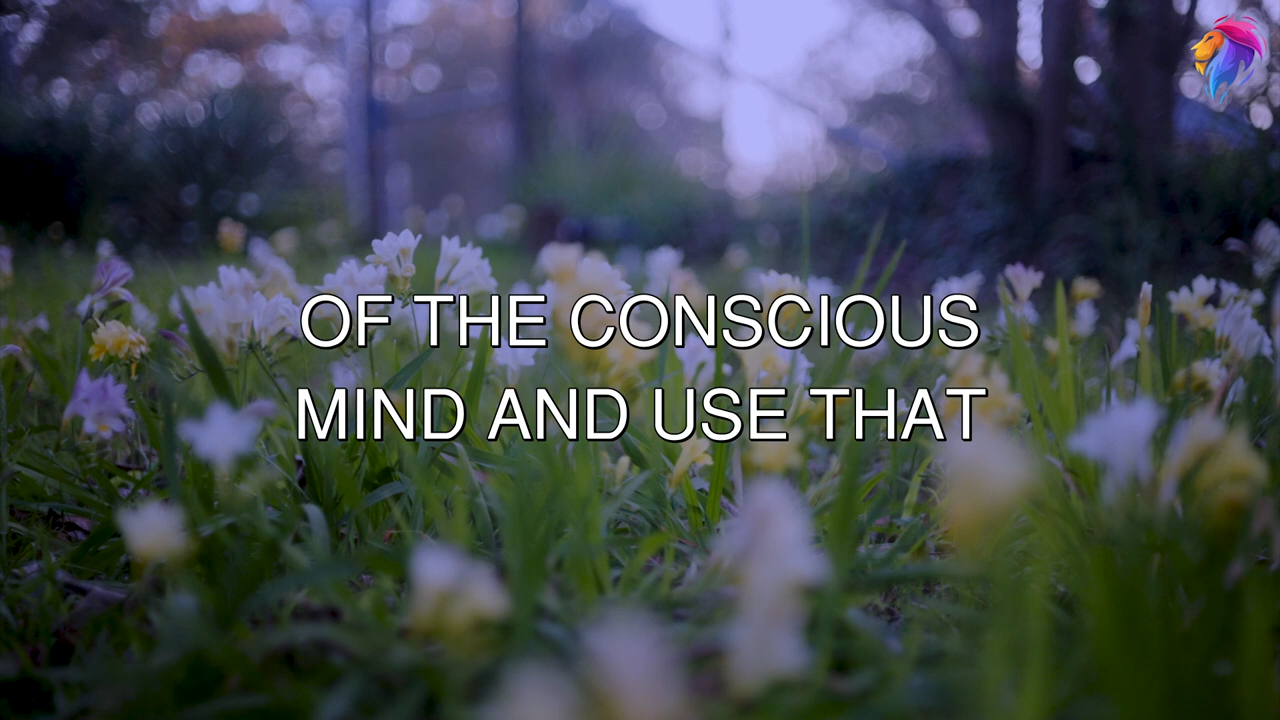 OF THE CONSCIOUS
MIND AND USE THAT